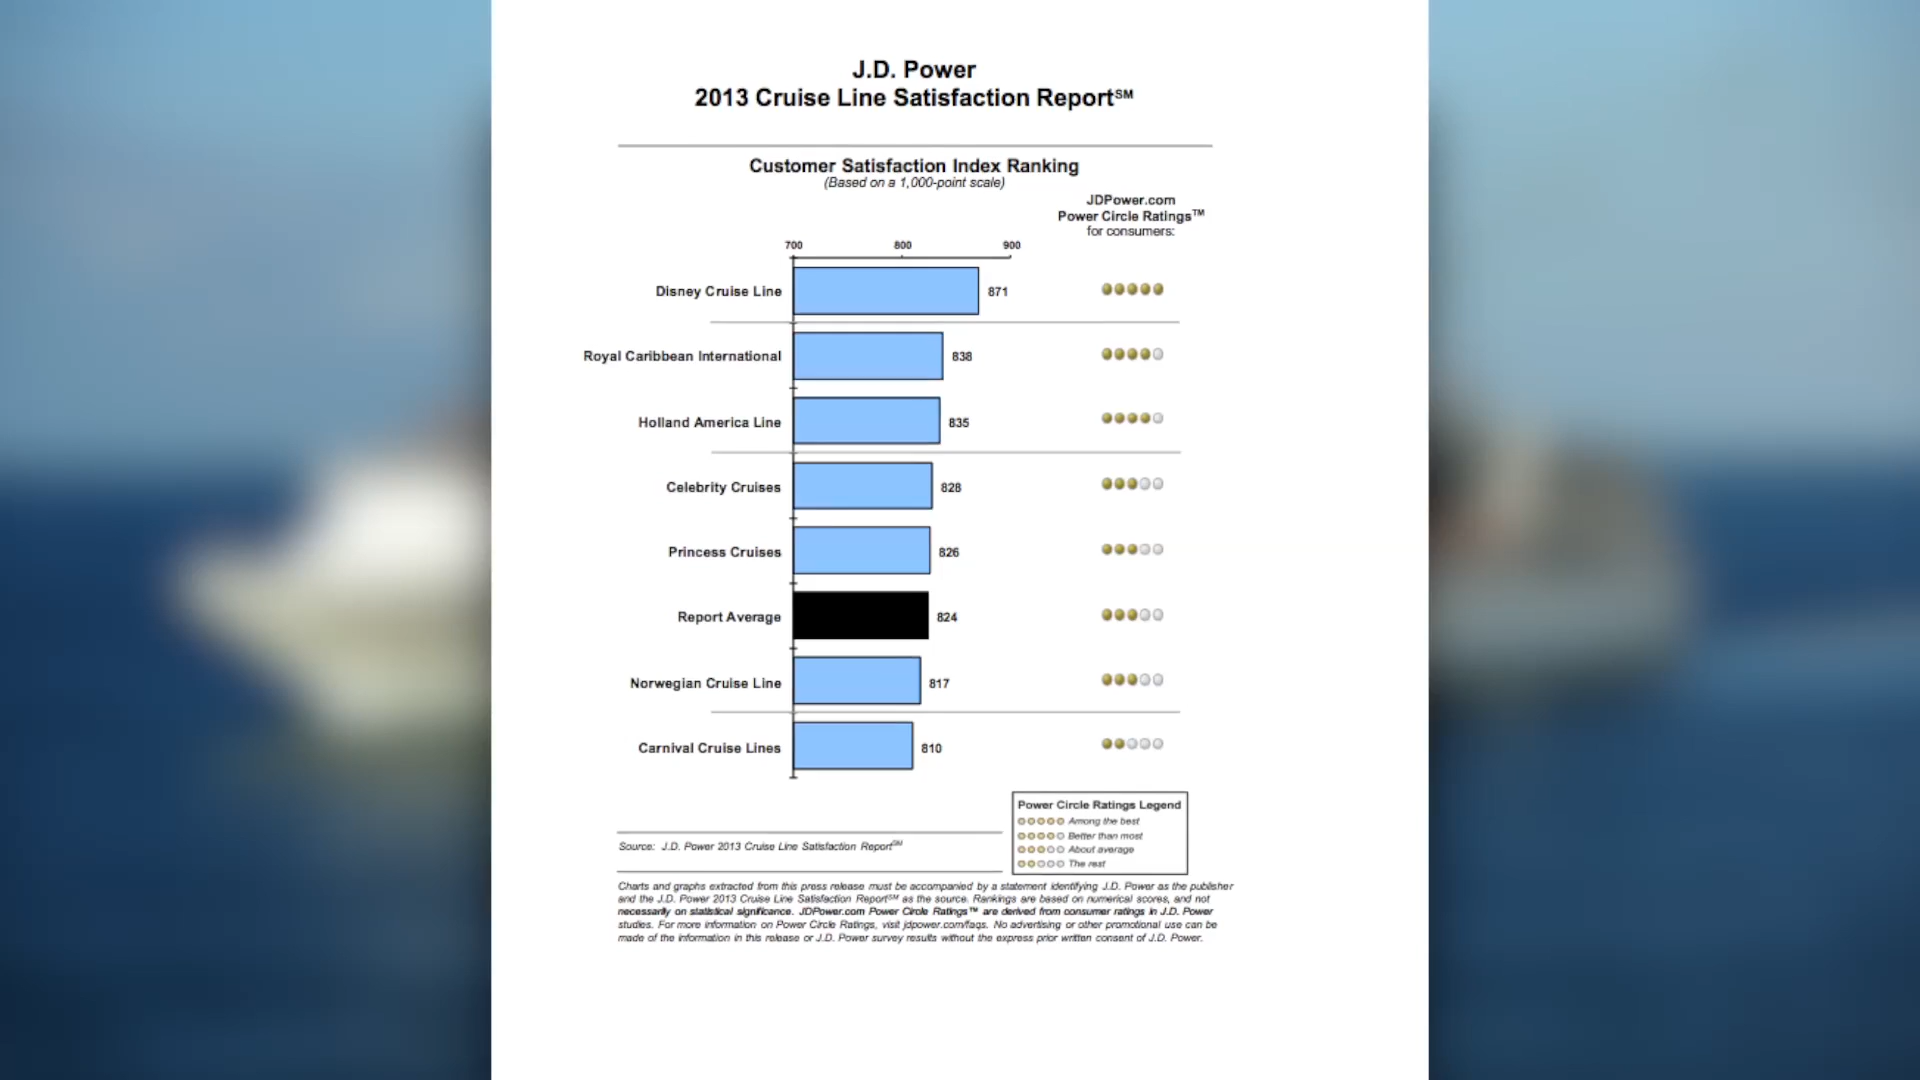 J.D. Power
2013 Cruise Line Satisfaction Report℠
Customer Satisfaction Index Ranking
(Based on a 1,000-point scale)
JDPower.com
Power Circle Ratings™
for consumers:
700 800 900
Disney Cruise Line 871
Royal Caribbean International 838
Holland America Line 835
Celebrity Cruises 828
Princess Cruises 826
Report Average 824
Norwegian Cruise Line 817
Carnival Cruise Lines 810
Power Circle Ratings Legend
Among the best
Better than most
About average
The rest
Source: J.D. Power 2013 Cruise Line Satisfaction Report℠
Charts and graphs extracted from this press release must be accompanied by a statement identifying J.D. Power as the publisher
and the J.D. Power 2013 Cruise Line Satisfaction Report℠ as the source. Rankings are based on numerical scores, and not
necessarily on statistical significance. JDPower.com Power Circle Ratings™ are derived from consumer ratings in J.D. Power
studies. For more information on Power Circle Ratings, visit jdpower.com/faqs. No advertising or other promotional use can be
made of the information in this release or J.D. Power survey results without the express prior written consent of J.D. Power.